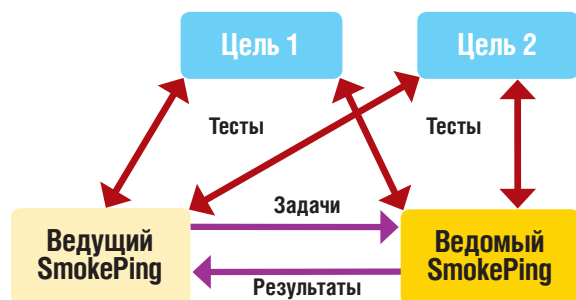 Цель 1
Цель 2
Тесты
Тесты
Задачи
Ведущий
SmokePing
Ведомый
SmokePing
Результаты